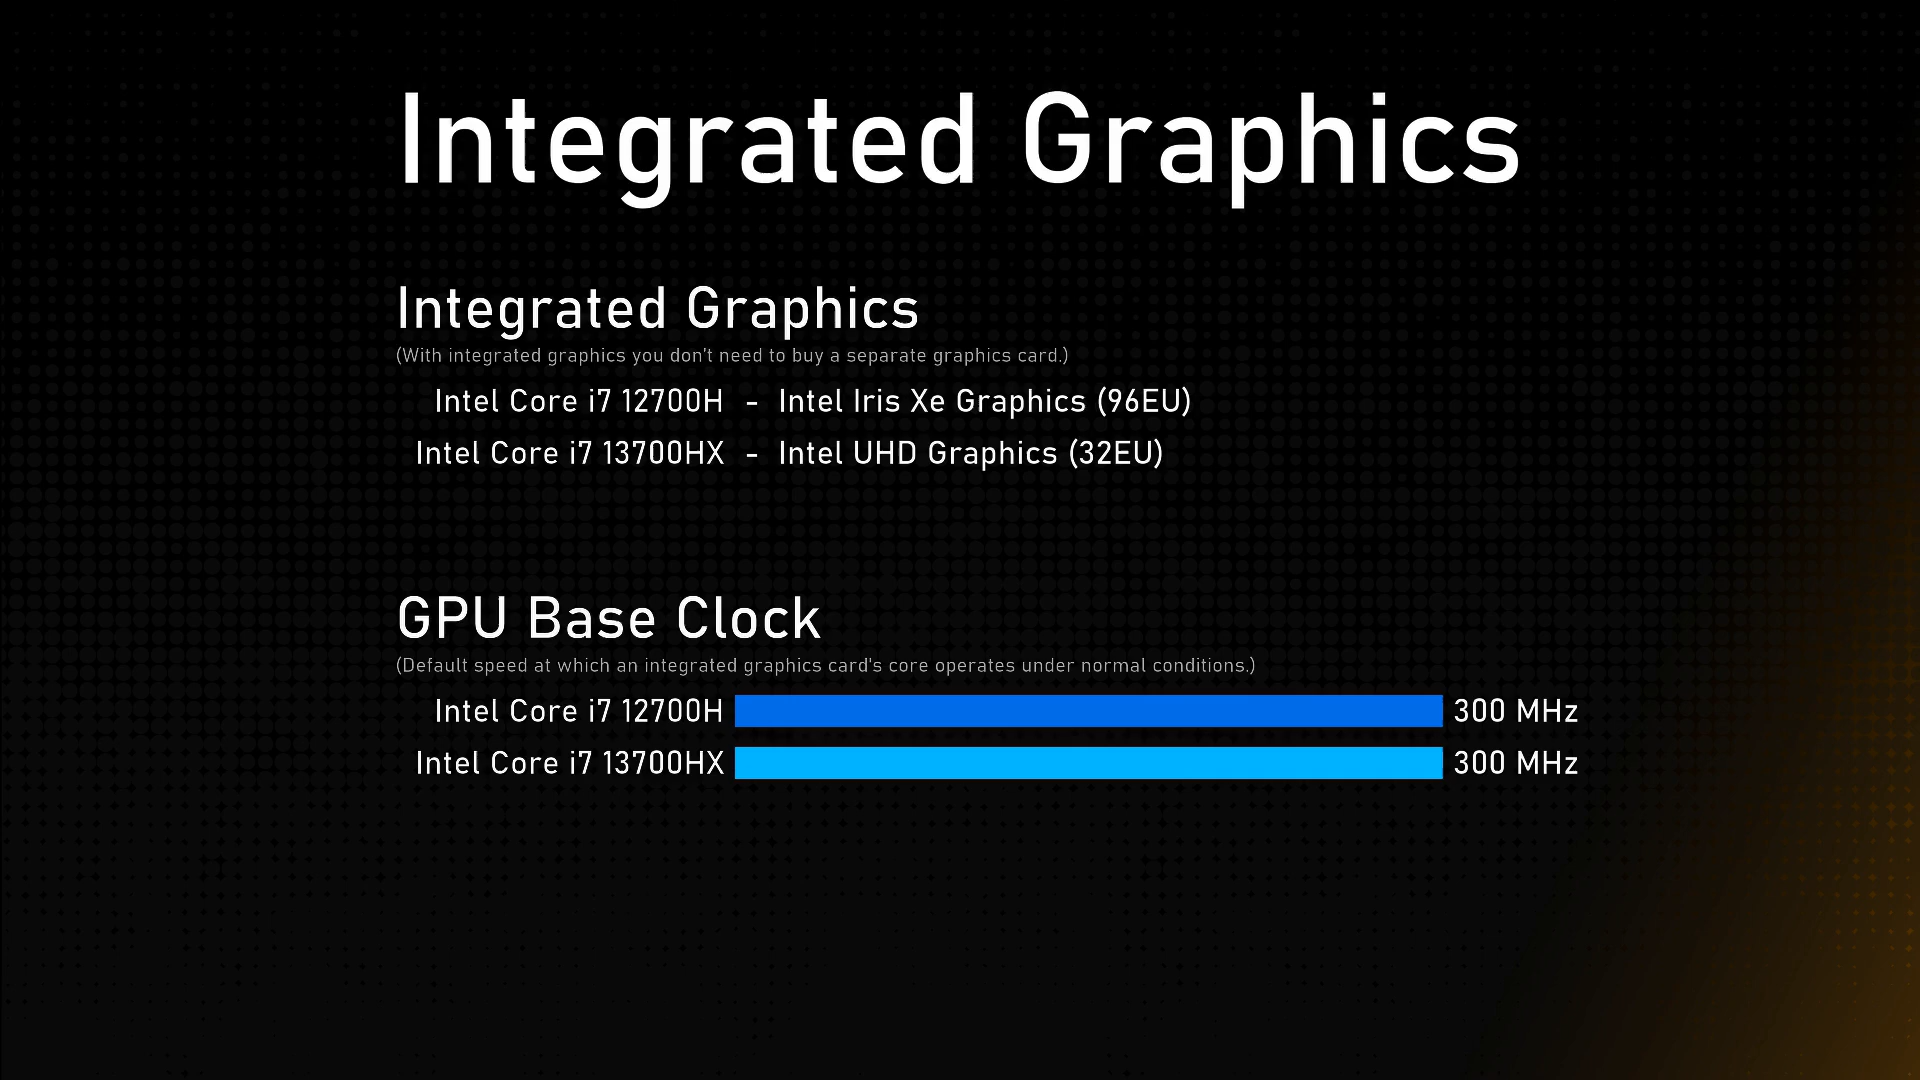 Integrated Graphics
Integrated Graphics
(With integrated graphics you don't need to buy a separate graphics card.)
Intel Core i7 12700H - Intel Iris Xe Graphics (96EU)
Intel Core i7 13700HX - Intel UHD Graphics (32EU)
GPU Base Clock
(Default speed at which an integrated graphics card's core operates under normal conditions.)
Intel Core i7 12700H 300 MHz
Intel Core i7 13700HX 300 MHz